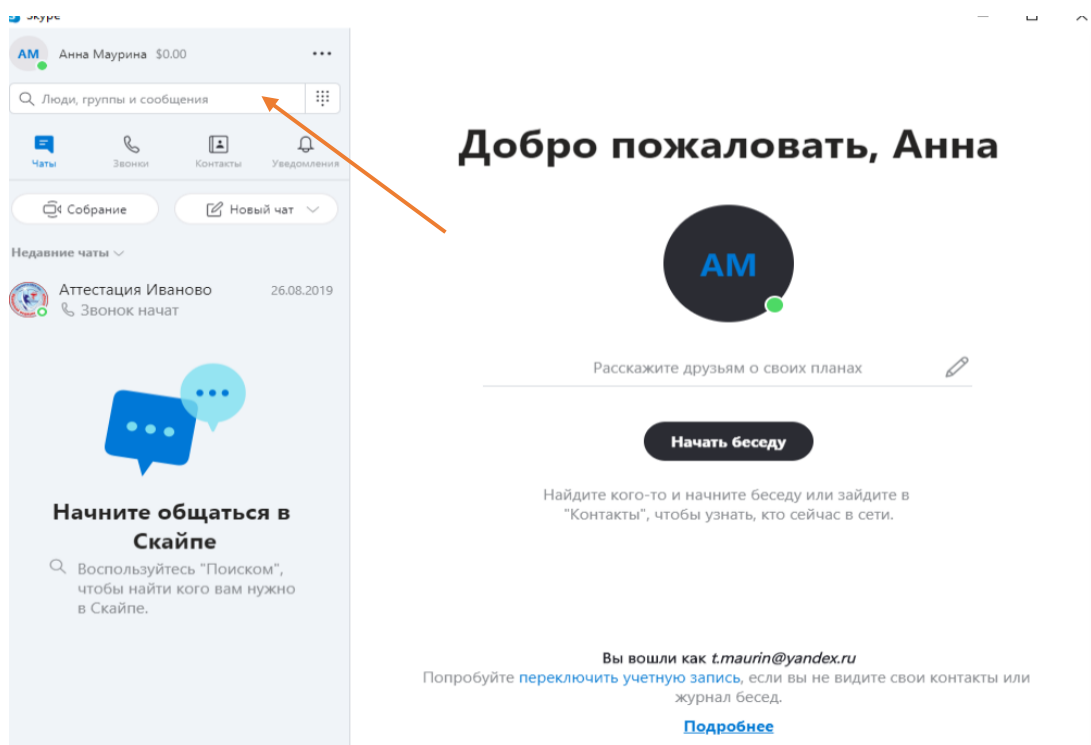 Skype
AM Анна Маурина $0.00
Люди, группы и сообщения
Чаты Звонки Контакты Уведомления
Собрание Новый чат
Недавние чаты
Аттестация Иваново 26.08.2019
Звонок начат
Начните общаться в
Скайпе
Воспользуйтесь "Поиском",
чтобы найти кого вам нужно
в Скайпе.
Добро пожаловать, Анна
AM
Расскажите друзьям о своих планах
Начать беседу
Найдите кого-то и начните беседу или зайдите в
"Контакты", чтобы узнать, кто сейчас в сети.
Вы вошли как t.maurin@yandex.ru
Попробуйте переключить учетную запись, если вы не видите свои контакты или
журнал бесед.
Подробнее